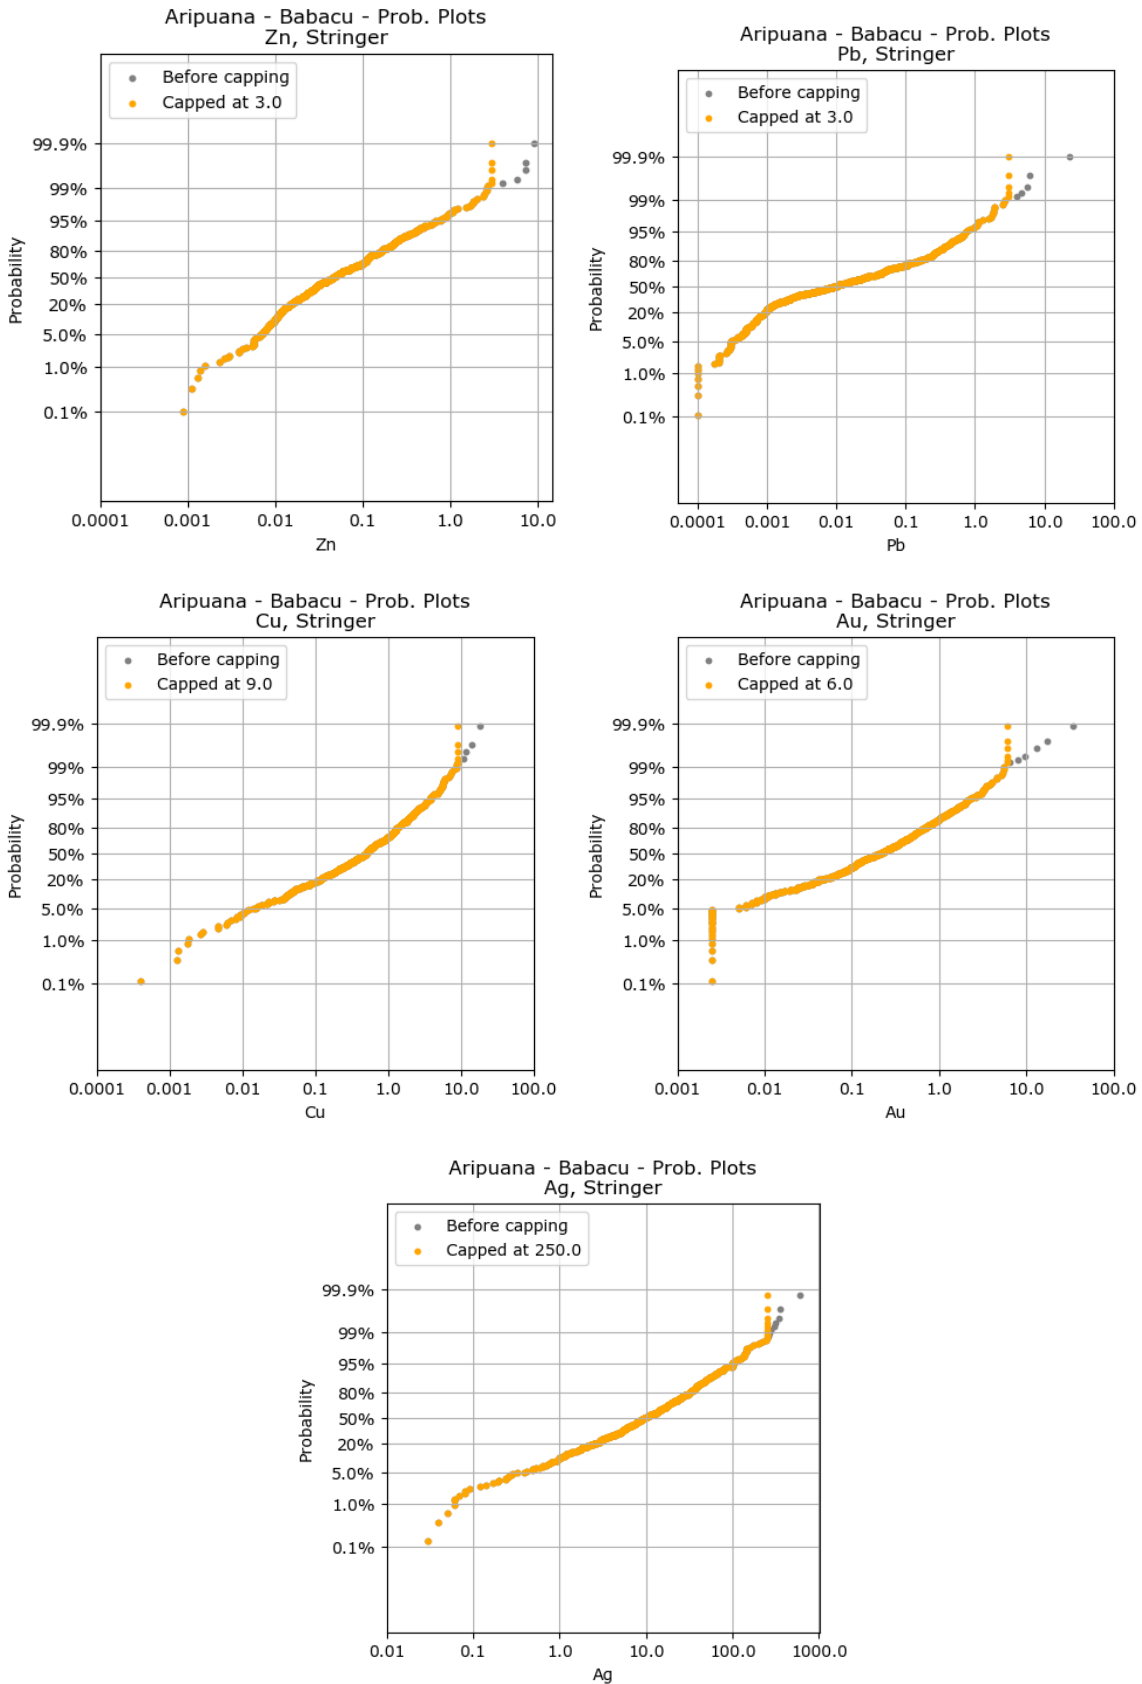 Aripuana - Babacu - Prob. Plots
Zn, Stringer
Before capping
Capped at 3.0
99.9%
99%
95%
80%
50%
20%
5.0%
1.0%
0.1%
Probability
0.0001 0.001 0.01 0.1 1.0 10.0
Zn
Aripuana - Babacu - Prob. Plots
Pb, Stringer
Before capping
Capped at 3.0
99.9%
99%
95%
80%
50%
20%
5.0%
1.0%
0.1%
Probability
0.0001 0.001 0.01 0.1 1.0 10.0 100.0
Pb
Aripuana - Babacu - Prob. Plots
Cu, Stringer
Before capping
Capped at 9.0
99.9%
99%
95%
80%
50%
20%
5.0%
1.0%
0.1%
Probability
0.0001 0.001 0.01 0.1 1.0 10.0 100.0
Cu
Aripuana - Babacu - Prob. Plots
Au, Stringer
Before capping
Capped at 6.0
99.9%
99%
95%
80%
50%
20%
5.0%
1.0%
0.1%
Probability
0.001 0.01 0.1 1.0 10.0 100.0
Au
Aripuana - Babacu - Prob. Plots
Ag, Stringer
Before capping
Capped at 250.0
99.9%
99%
95%
80%
50%
20%
5.0%
1.0%
0.1%
Probability
0.01 0.1 1.0 10.0 100.0 1000.0
Ag